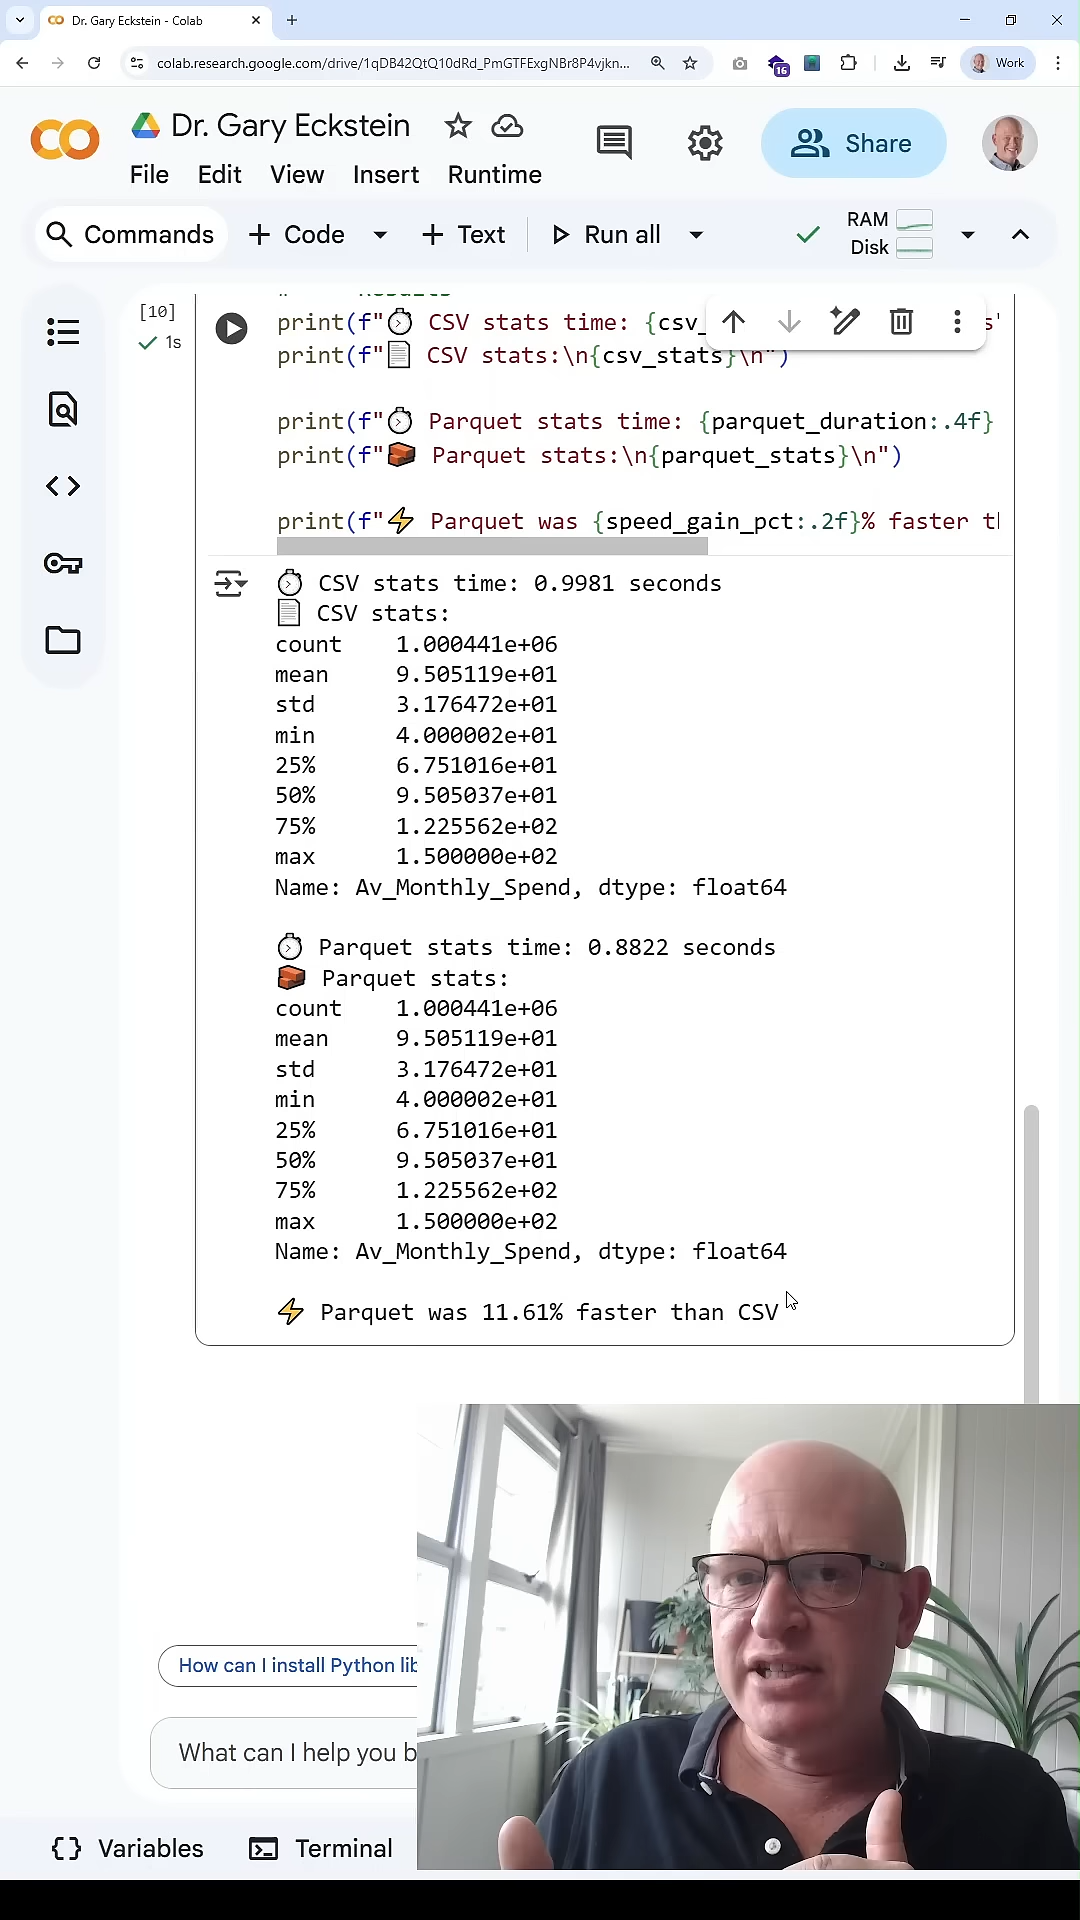 Dr. Gary Eckstein - Colab
colab.research.google.com/drive/1qDB42QtQ10dRd_PmGTFExgNBr8P4vjkn...
16
Work
Dr. Gary Eckstein
Share
File Edit View Insert Runtime
Commands + Code + Text Run all RAM Disk
[10]
1s
# Results
print(f"⏱ CSV stats time: {csv_ s"
print(f"📄 CSV stats:\n{csv_stats}\n")
print(f"⏱ Parquet stats time: {parquet_duration:.4f}
print(f"🧱 Parquet stats:\n{parquet_stats}\n")
print(f"⚡ Parquet was {speed_gain_pct:.2f}% faster th
⏱ CSV stats time: 0.9981 seconds
📄 CSV stats:
count 1.000441e+06
mean 9.505119e+01
std 3.176472e+01
min 4.000002e+01
25% 6.751016e+01
50% 9.505037e+01
75% 1.225562e+02
max 1.500000e+02
Name: Av_Monthly_Spend, dtype: float64
⏱ Parquet stats time: 0.8822 seconds
🧱 Parquet stats:
count 1.000441e+06
mean 9.505119e+01
std 3.176472e+01
min 4.000002e+01
25% 6.751016e+01
50% 9.505037e+01
75% 1.225562e+02
max 1.500000e+02
Name: Av_Monthly_Spend, dtype: float64
⚡ Parquet was 11.61% faster than CSV
How can I install Python lib
What can I help you b
Variables Terminal